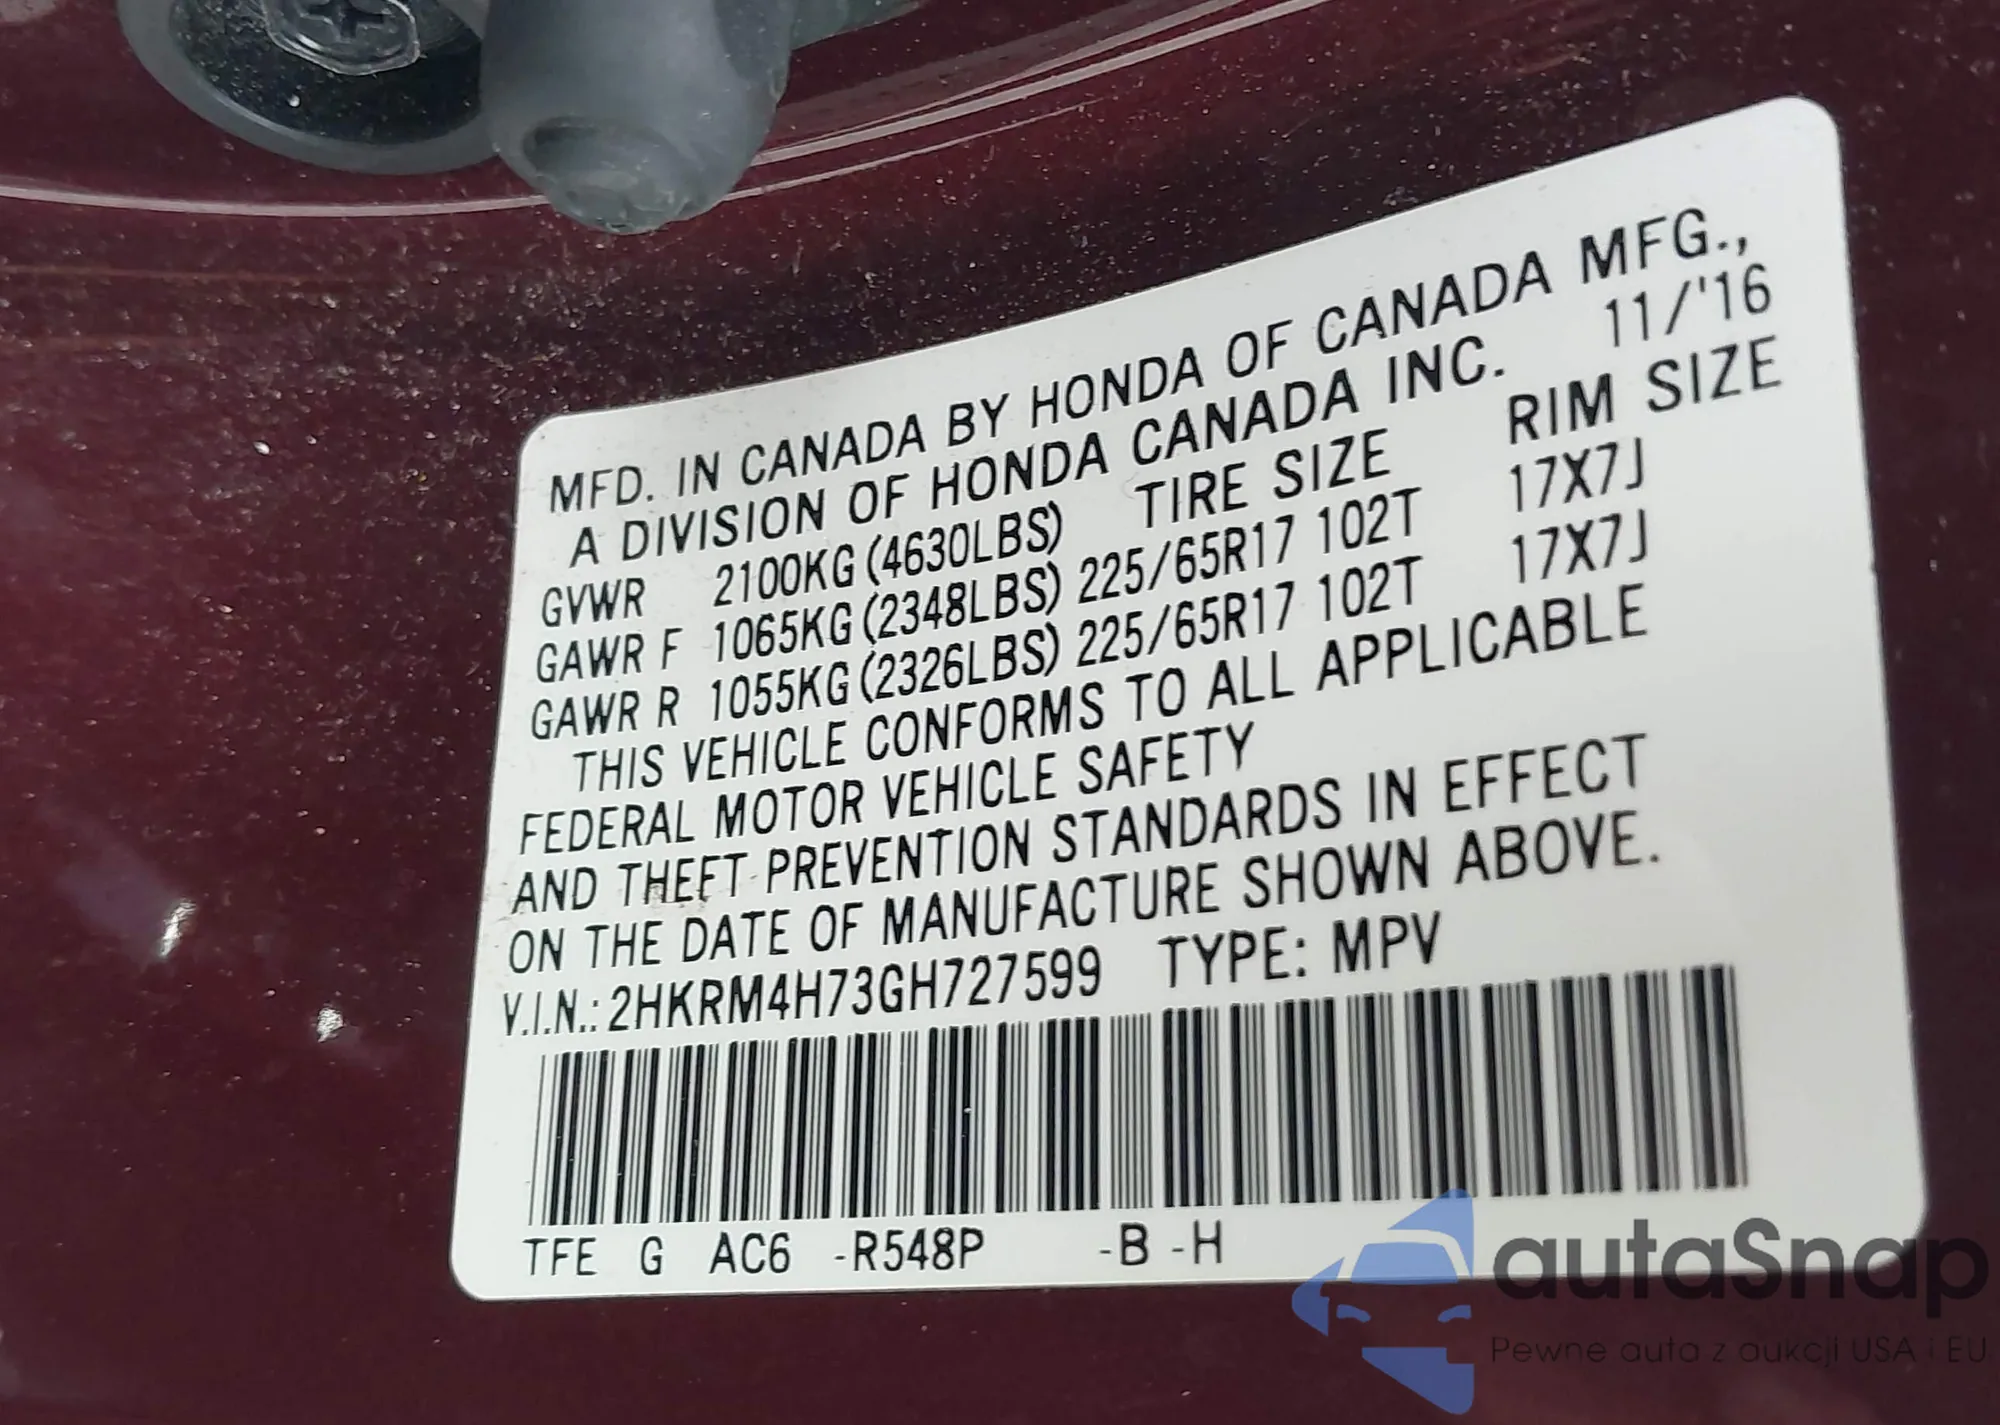 MFD. IN CANADA BY HONDA OF CANADA MFG.,
A DIVISION OF HONDA CANADA INC. 11/'16
GVWR 2100KG (4630LBS) TIRE SIZE RIM SIZE
GAWR F 1065KG (2348LBS) 225/65R17 102T 17X7J
GAWR R 1055KG (2326LBS) 225/65R17 102T 17X7J
THIS VEHICLE CONFORMS TO ALL APPLICABLE
FEDERAL MOTOR VEHICLE SAFETY
AND THEFT PREVENTION STANDARDS IN EFFECT
ON THE DATE OF MANUFACTURE SHOWN ABOVE.
V.I.N.: 2HKRM4H73GH727599 TYPE: MPV
TFE G AC6 -R548P -B -H
autaSnap
Pewne auta z aukcji USA i EU